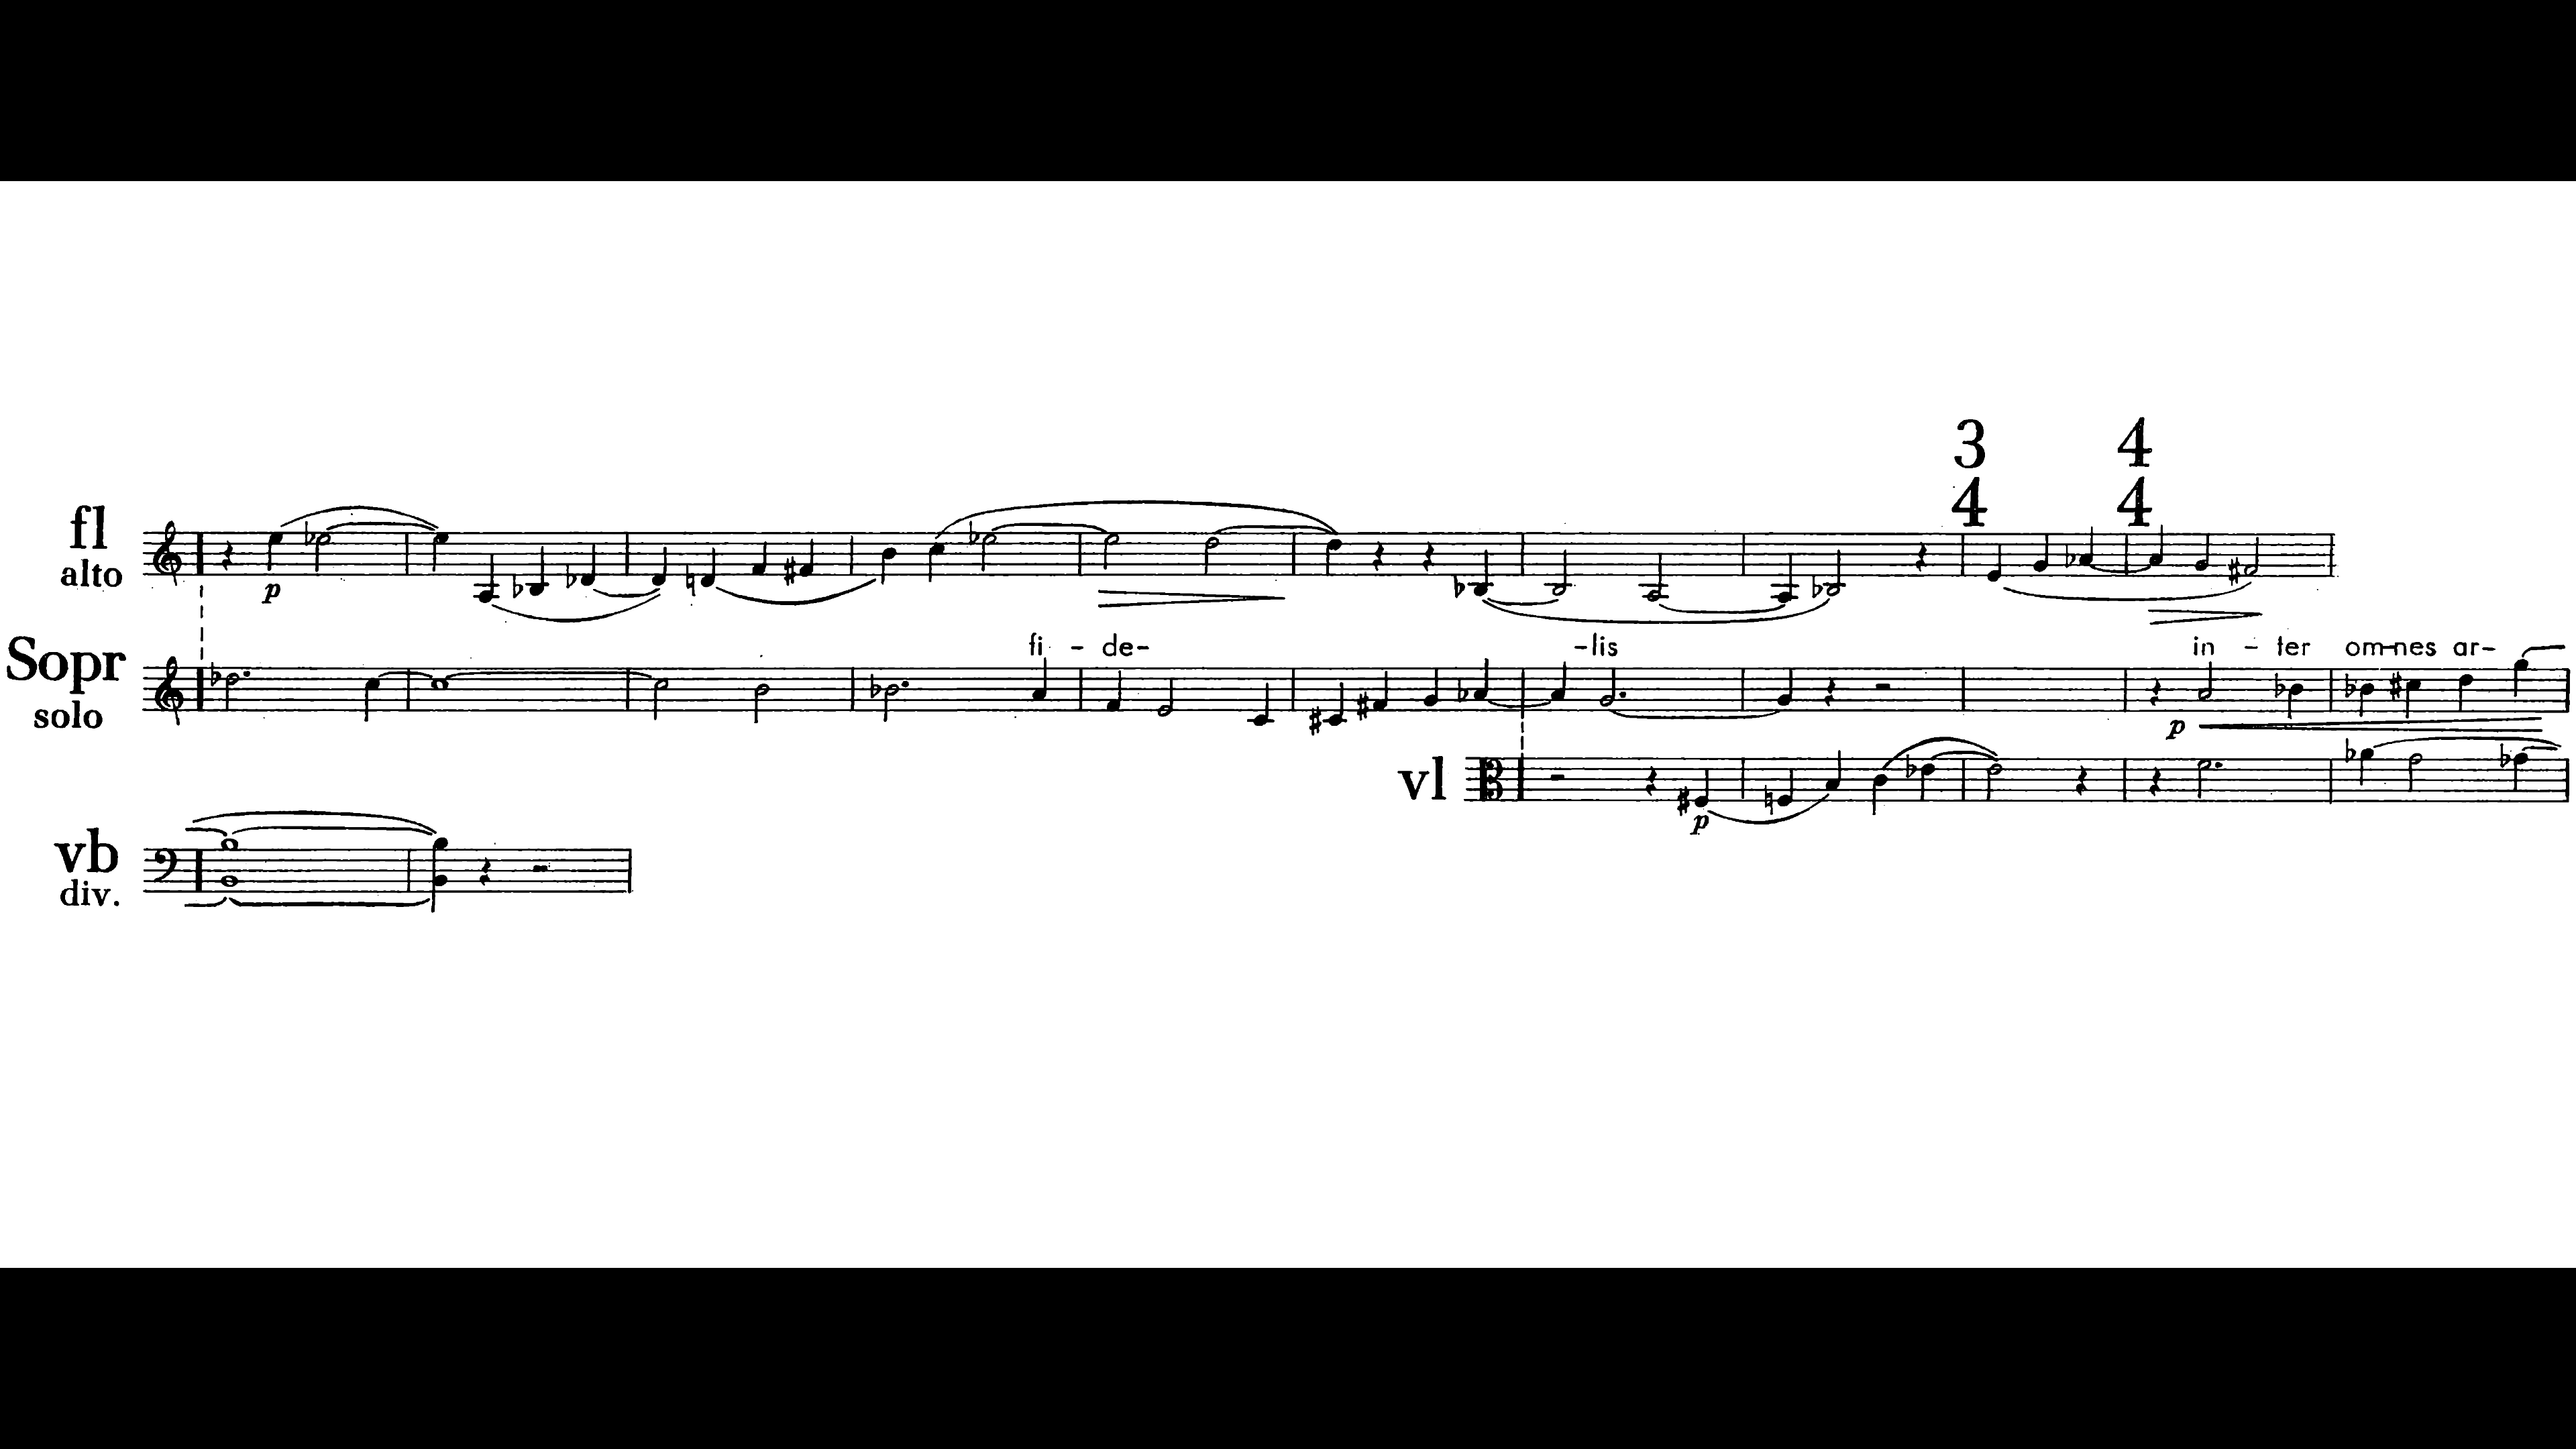 3 4
4 4
fl
alto
p
fi - de- -lis in - ter om-nes ar-
Sopr
solo
p
vl
p
vb
div.